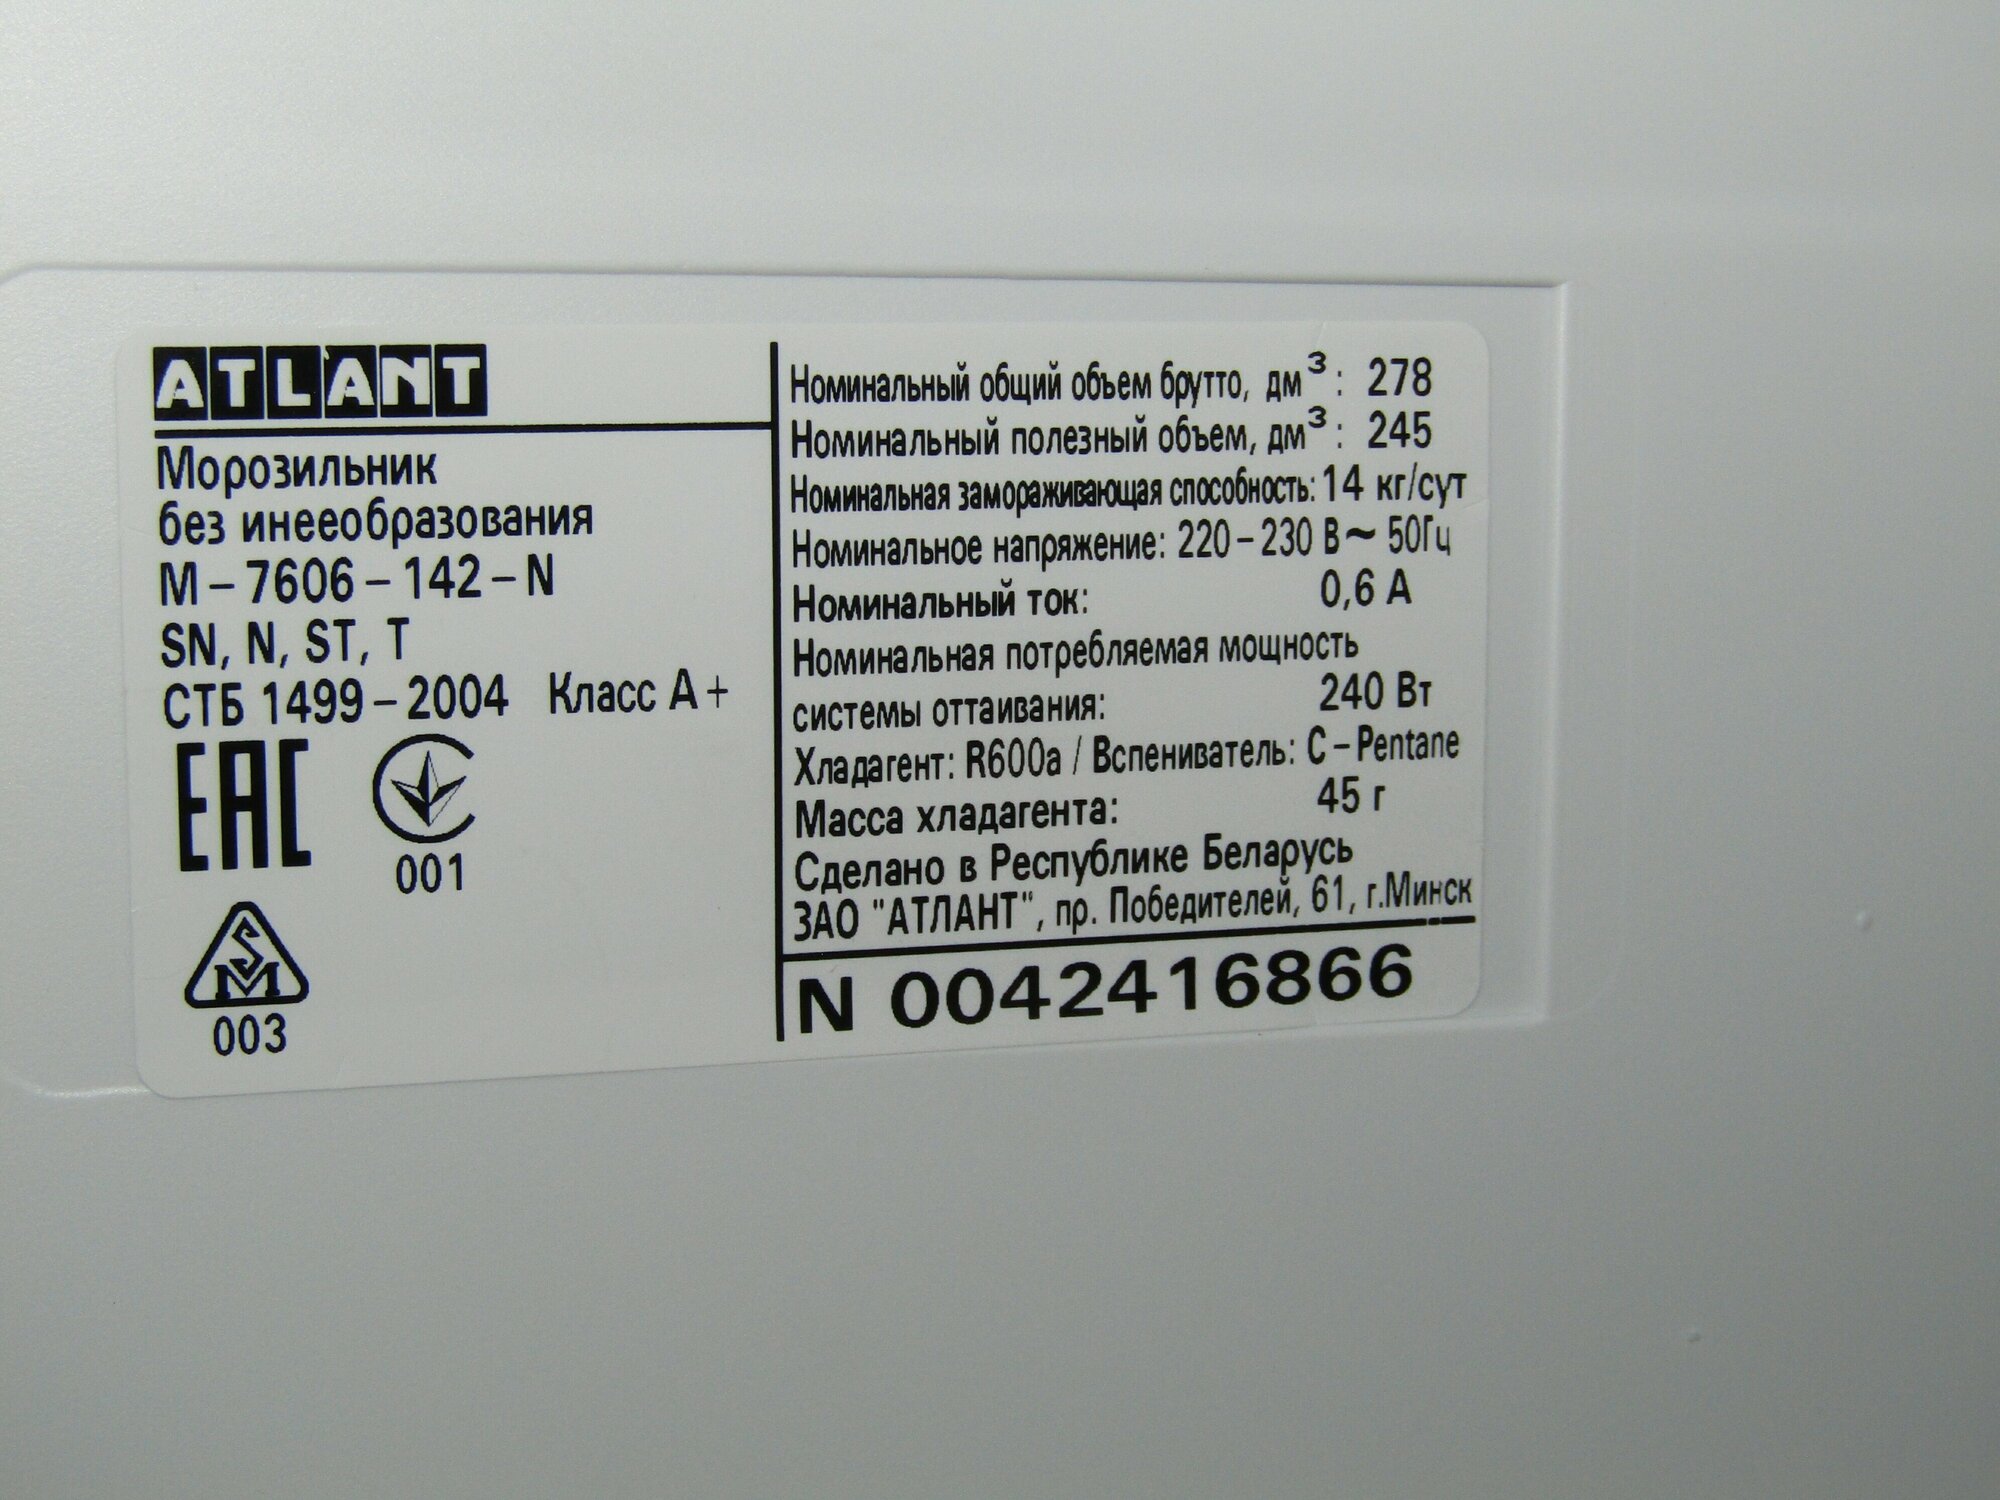 ATLANT
Морозильник
без инееобразования
М – 7606 – 142 – N
SN, N, ST, T
СТБ 1499 – 2004 Класс А +
EAC
001
SM
003
Номинальный общий объем брутто, дм³ : 278
Номинальный полезный объем, дм³ : 245
Номинальная замораживающая способность: 14 кг/сут
Номинальное напряжение: 220 – 230 В ~ 50Гц
Номинальный ток: 0,6 А
Номинальная потребляемая мощность
системы оттаивания: 240 Вт
Хладагент: R600a / Вспениватель: C – Pentane
Масса хладагента: 45 г
Сделано в Республике Беларусь
ЗАО "АТЛАНТ", пр. Победителей, 61, г.Минск
N 0042416866